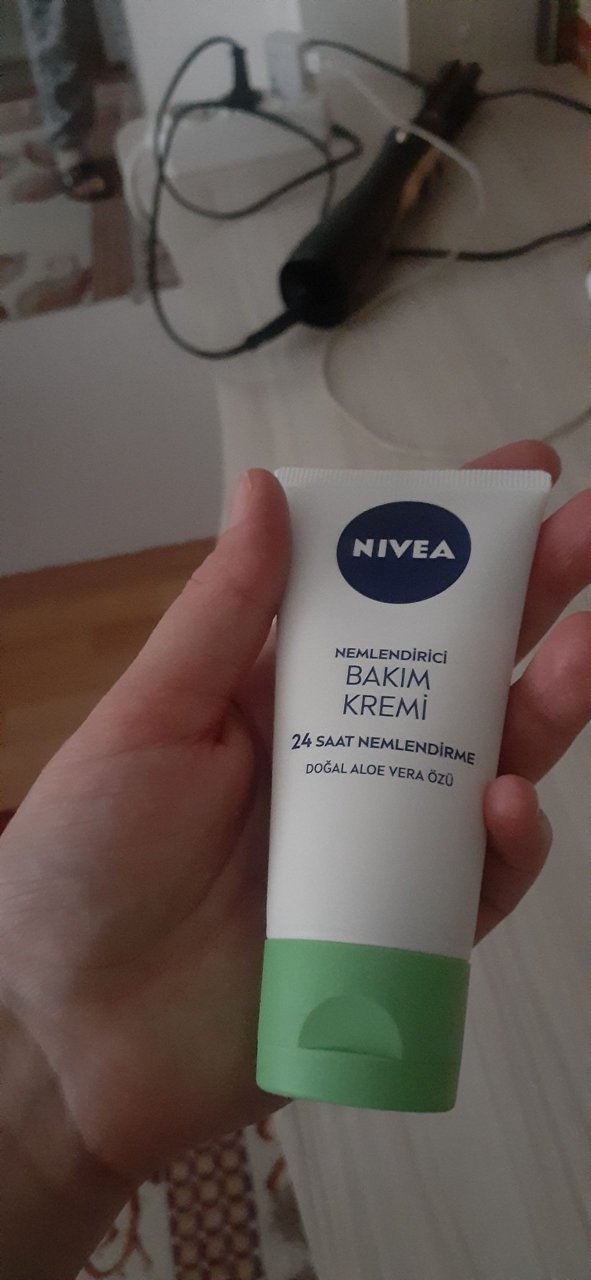 NIVEA
NEMLENDİRİCİ
BAKIM
KREMİ
24 SAAT NEMLENDİRME
DOĞAL ALOE VERA ÖZÜ